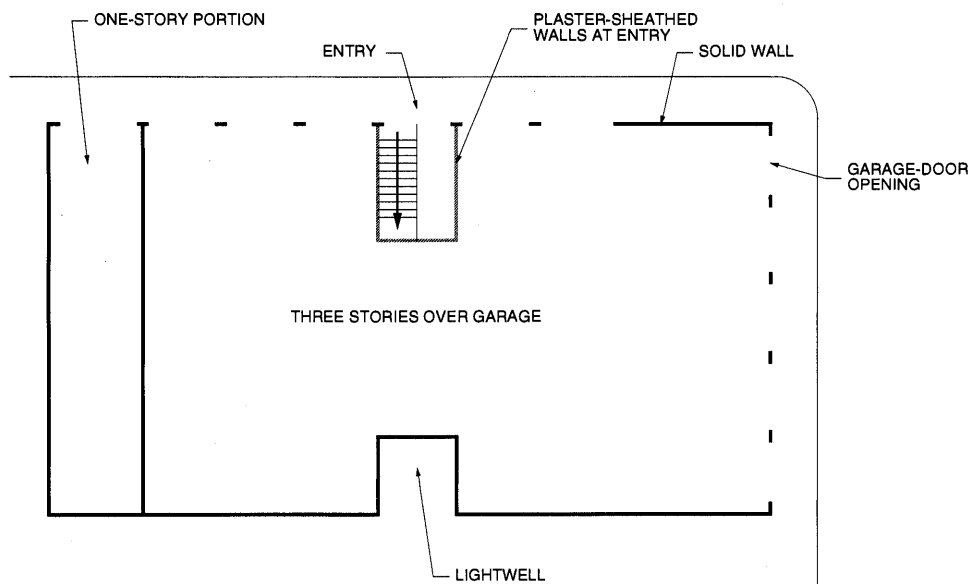 ONE-STORY PORTION
ENTRY
PLASTER-SHEATHED
WALLS AT ENTRY
SOLID WALL
GARAGE-DOOR
OPENING
THREE STORIES OVER GARAGE
LIGHTWELL